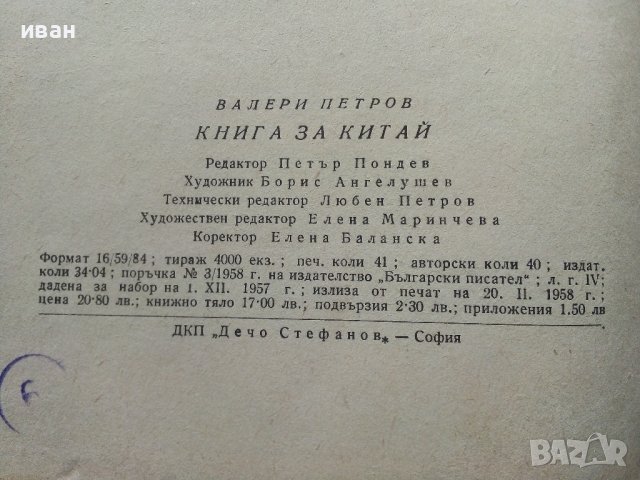 иван
ВАЛЕРИ ПЕТРОВ
КНИГА ЗА КИТАЙ
Редактор Петър Пондев
Художник Борис Ангелушев
Технически редактор Любен Петров
Художествен редактор Елена Маринчева
Коректор Елена Баланска
Формат 16/59/84; тираж 4000 екз.; печ. коли 41; авторски коли 40; издат.
коли 34·04; поръчка № 3/1958 г. на издателство „Български писател“; л. г. IV;
дадена за набор на 1. XII. 1957 г.; излиза от печат на 20. II. 1958 г.;
цена 20·80 лв.; книжно тяло 17·00 лв.; подвързия 2·30 лв.; приложения 1.50 лв
ДКП „Дечо Стефанов„ — София
6
BAZAR